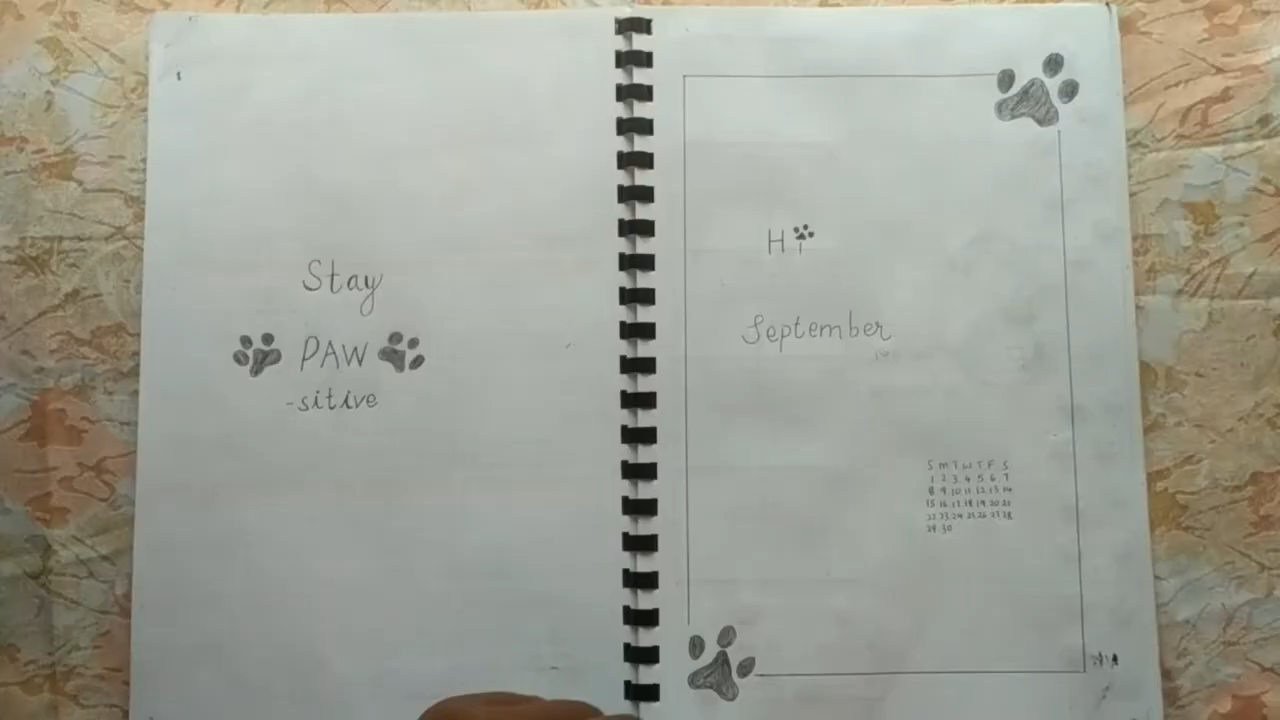 Stay
PAW
-sitive
Hi
September
S M T W T F S
1 2 3 4 5 6 7
8 9 10 11 12 13 14
15 16 17 18 19 20 21
22 23 24 25 26 27 28
29 30